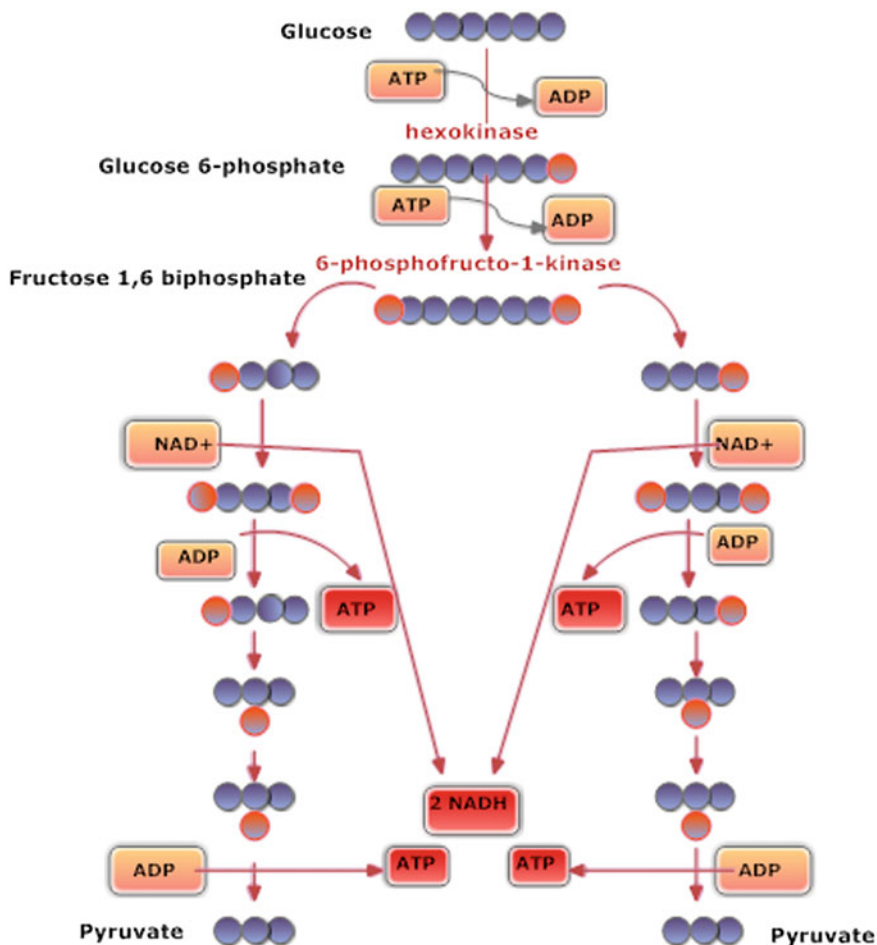 Glucose
ATP
ADP
hexokinase
Glucose 6-phosphate
ATP
ADP
6-phosphofructo-1-kinase
Fructose 1,6 biphosphate
NAD+
NAD+
ADP
ADP
ATP
ATP
2 NADH
ADP
ATP
ATP
ADP
Pyruvate
Pyruvate